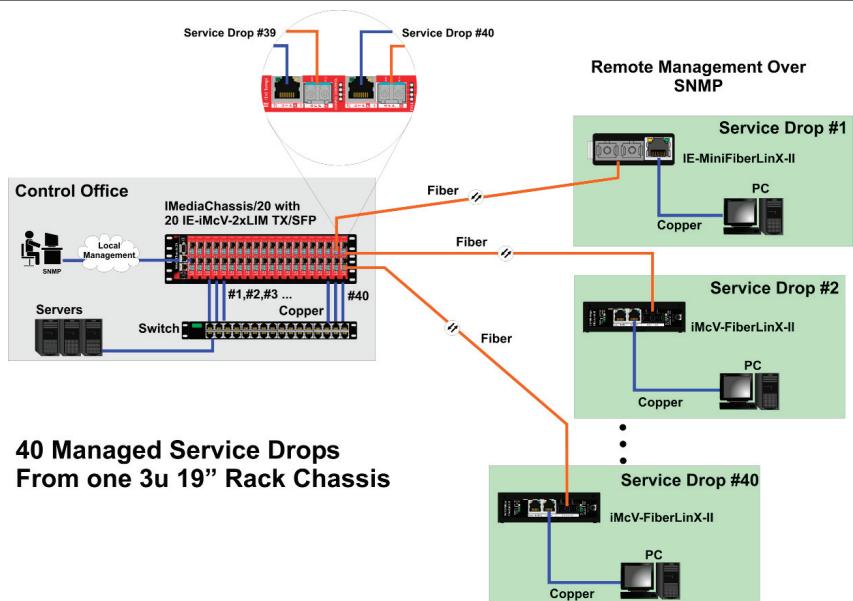 Service Drop #39
Service Drop #40
Remote Management Over
SNMP
Service Drop #1
IE-MiniFiberLinX-II
PC
Copper
Fiber
Control Office
IMediaChassis/20 with
20 IE-iMcV-2xLIM TX/SFP
Local
Management
SNMP
#1,#2,#3 ...
#40
Copper
Servers
Switch
Fiber
Service Drop #2
iMcV-FiberLinX-II
PC
Copper
Fiber
40 Managed Service Drops
From one 3u 19” Rack Chassis
Service Drop #40
iMcV-FiberLinX-II
PC
Copper